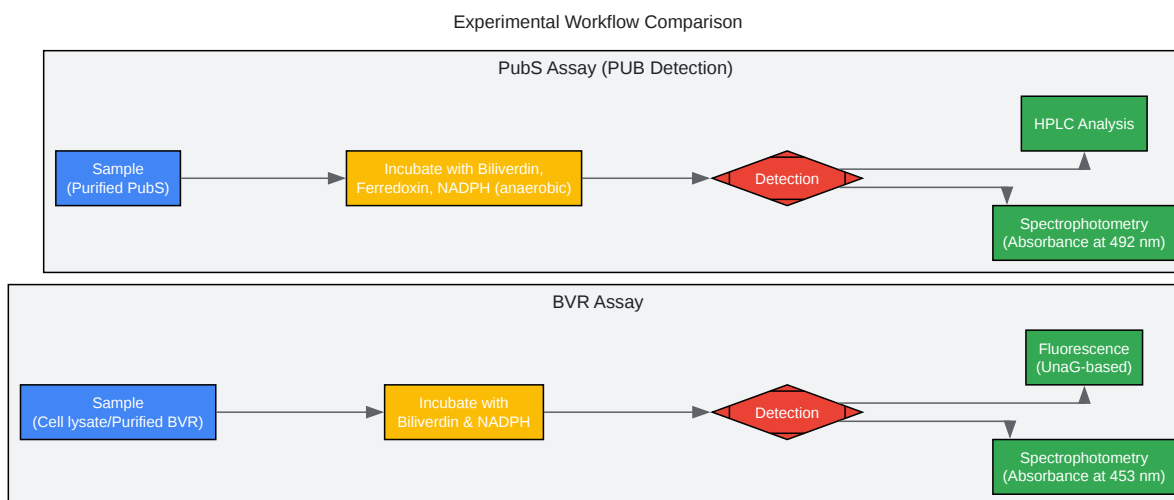 Experimental Workflow Comparison
PubS Assay (PUB Detection)
Sample
(Purified PubS)
Incubate with Biliverdin,
Ferredoxin, NADPH (anaerobic)
Detection
HPLC Analysis
Spectrophotometry
(Absorbance at 492 nm)
BVR Assay
Sample
(Cell lysate/Purified BVR)
Incubate with
Biliverdin & NADPH
Detection
Fluorescence
(UnaG-based)
Spectrophotometry
(Absorbance at 453 nm)